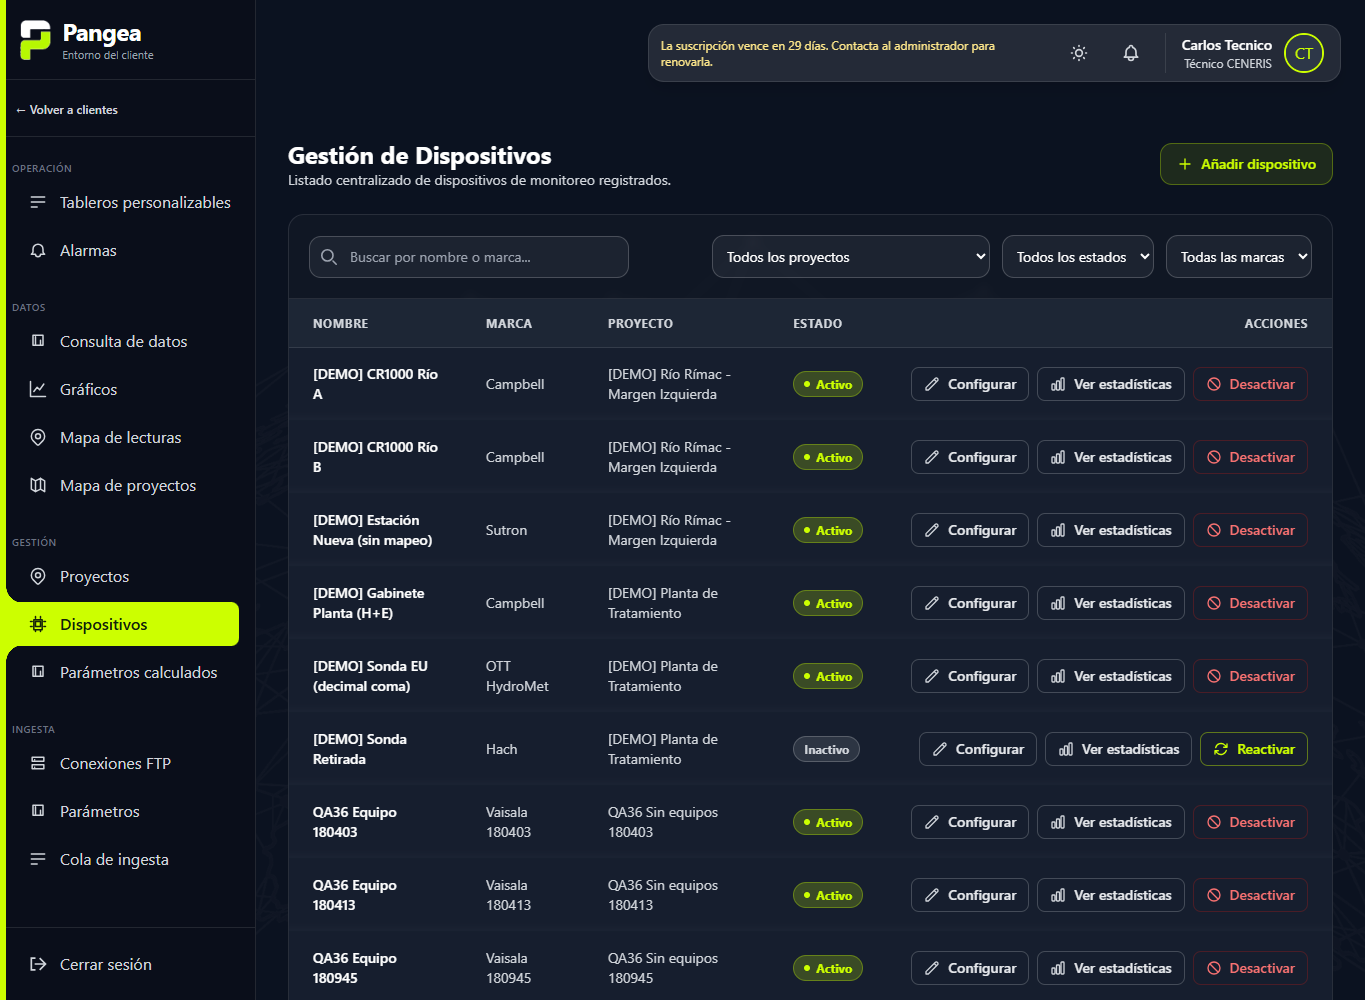 Pangea
Entorno del cliente
← Volver a clientes
OPERACIÓN
Tableros personalizables
Alarmas
DATOS
Consulta de datos
Gráficos
Mapa de lecturas
Mapa de proyectos
GESTIÓN
Proyectos
Dispositivos
Parámetros calculados
INGESTA
Conexiones FTP
Parámetros
Cola de ingesta
Cerrar sesión
La suscripción vence en 29 días. Contacta al administrador para
renovarla.
Carlos Tecnico
Técnico CENERIS
CT
Gestión de Dispositivos
Listado centralizado de dispositivos de monitoreo registrados.
+ Añadir dispositivo
Buscar por nombre o marca...
Todos los proyectos
Todos los estados
Todas las marcas
NOMBRE MARCA PROYECTO ESTADO ACCIONES
[DEMO] CR1000 Río
A
Campbell
[DEMO] Río Rímac -
Margen Izquierda
Activo
Configurar
Ver estadísticas
Desactivar
[DEMO] CR1000 Río
B
Campbell
[DEMO] Río Rímac -
Margen Izquierda
Activo
Configurar
Ver estadísticas
Desactivar
[DEMO] Estación
Nueva (sin mapeo)
Sutron
[DEMO] Río Rímac -
Margen Izquierda
Activo
Configurar
Ver estadísticas
Desactivar
[DEMO] Gabinete
Planta (H+E)
Campbell
[DEMO] Planta de
Tratamiento
Activo
Configurar
Ver estadísticas
Desactivar
[DEMO] Sonda EU
(decimal coma)
OTT
HydroMet
[DEMO] Planta de
Tratamiento
Activo
Configurar
Ver estadísticas
Desactivar
[DEMO] Sonda
Retirada
Hach
[DEMO] Planta de
Tratamiento
Inactivo
Configurar
Ver estadísticas
Reactivar
QA36 Equipo
180403
Vaisala
180403
QA36 Sin equipos
180403
Activo
Configurar
Ver estadísticas
Desactivar
QA36 Equipo
180413
Vaisala
180413
QA36 Sin equipos
180413
Activo
Configurar
Ver estadísticas
Desactivar
QA36 Equipo
180945
Vaisala
180945
QA36 Sin equipos
180945
Activo
Configurar
Ver estadísticas
Desactivar